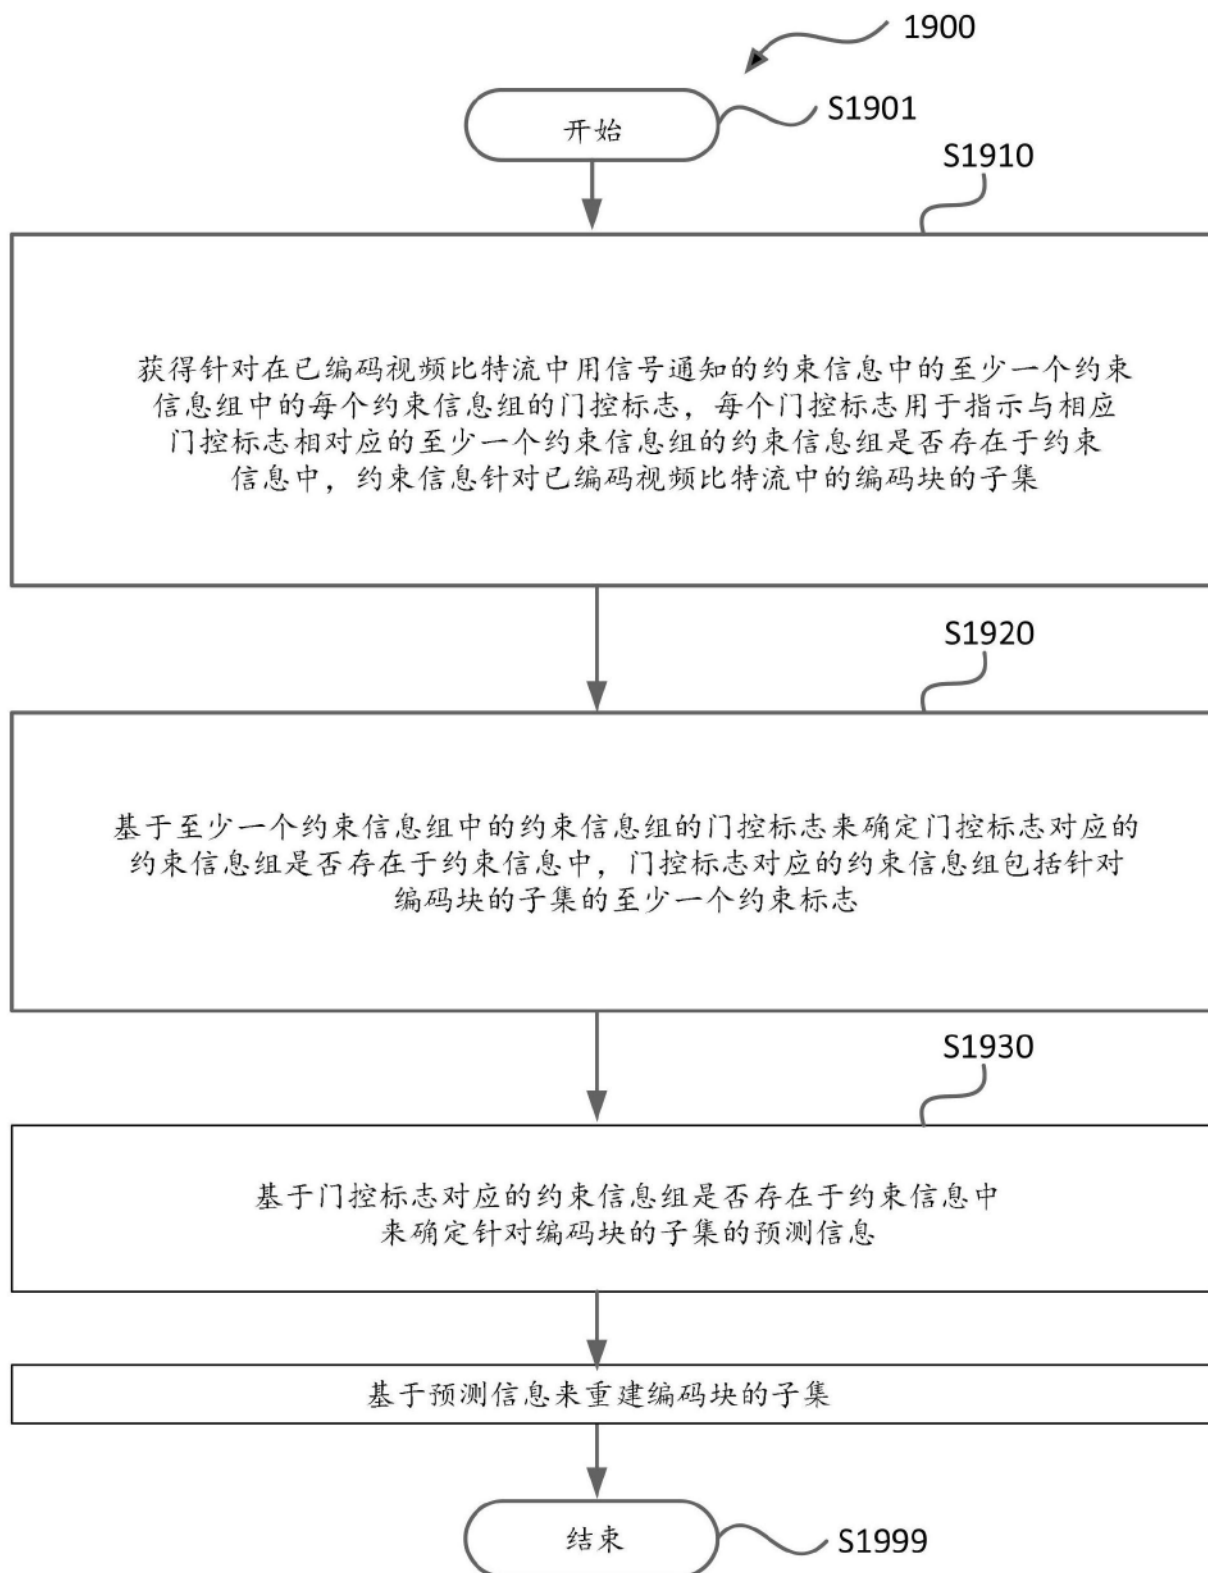 1900
开始
S1901
S1910
获得针对在已编码视频比特流中用信号通知的约束信息中的至少一个约束
信息组中的每个约束信息组的门控标志，每个门控标志用于指示与相应
门控标志相对应的至少一个约束信息组的约束信息组是否存在于约束
信息中，约束信息针对已编码视频比特流中的编码块的子集
S1920
基于至少一个约束信息组中的约束信息组的门控标志来确定门控标志对应的
约束信息组是否存在于约束信息中，门控标志对应的约束信息组包括针对
编码块的子集的至少一个约束标志
S1930
基于门控标志对应的约束信息组是否存在于约束信息中
来确定针对编码块的子集的预测信息
基于预测信息来重建编码块的子集
结束
S1999